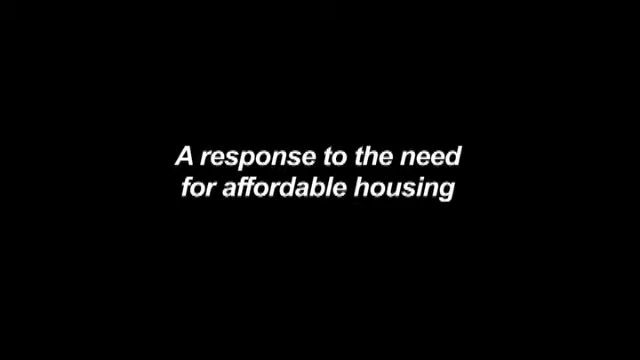 A response to the need
for affordable housing